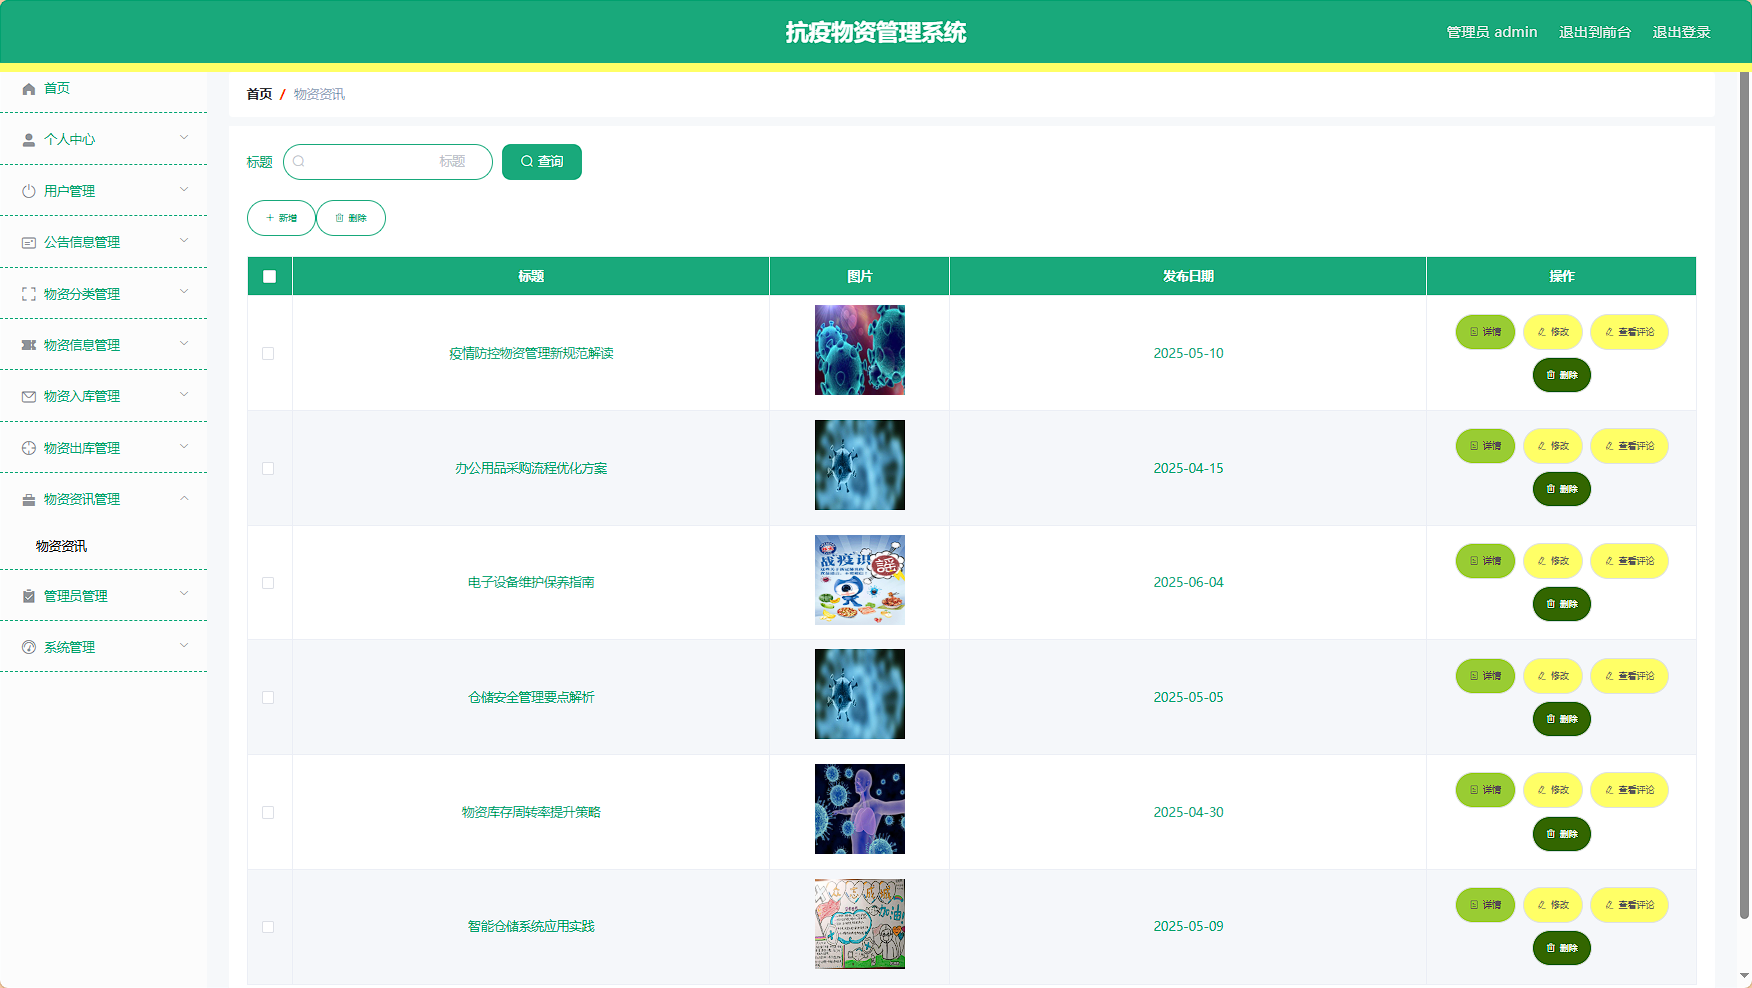 抗疫物资管理系统
管理员 admin 退出到前台 退出登录
首页
个人中心
用户管理
公告信息管理
物资分类管理
物资信息管理
物资入库管理
物资出库管理
物资资讯管理
物资资讯
管理员管理
系统管理
首页 / 物资资讯
标题 标题 查询
新增 删除
标题 图片 发布日期 操作
疫情防控物资管理新规范解读 2025-05-10 详情 修改 查看评论
删除
办公用品采购流程优化方案 2025-04-15 详情 修改 查看评论
删除
战疫识
谣
电子设备维护保养指南 2025-06-04 详情 修改 查看评论
删除
仓储安全管理要点解析 2025-05-05 详情 修改 查看评论
删除
物资库存周转率提升策略 2025-04-30 详情 修改 查看评论
删除
加油
智能仓储系统应用实践 2025-05-09 详情 修改 查看评论
删除